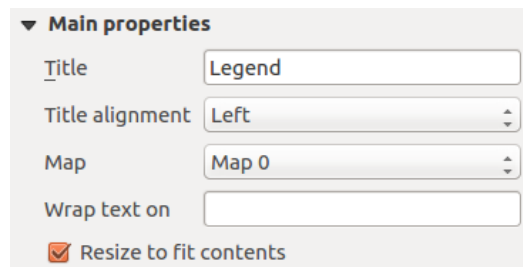 Main properties
Title Legend
Title alignment Left
Map Map 0
Wrap text on
Resize to fit contents